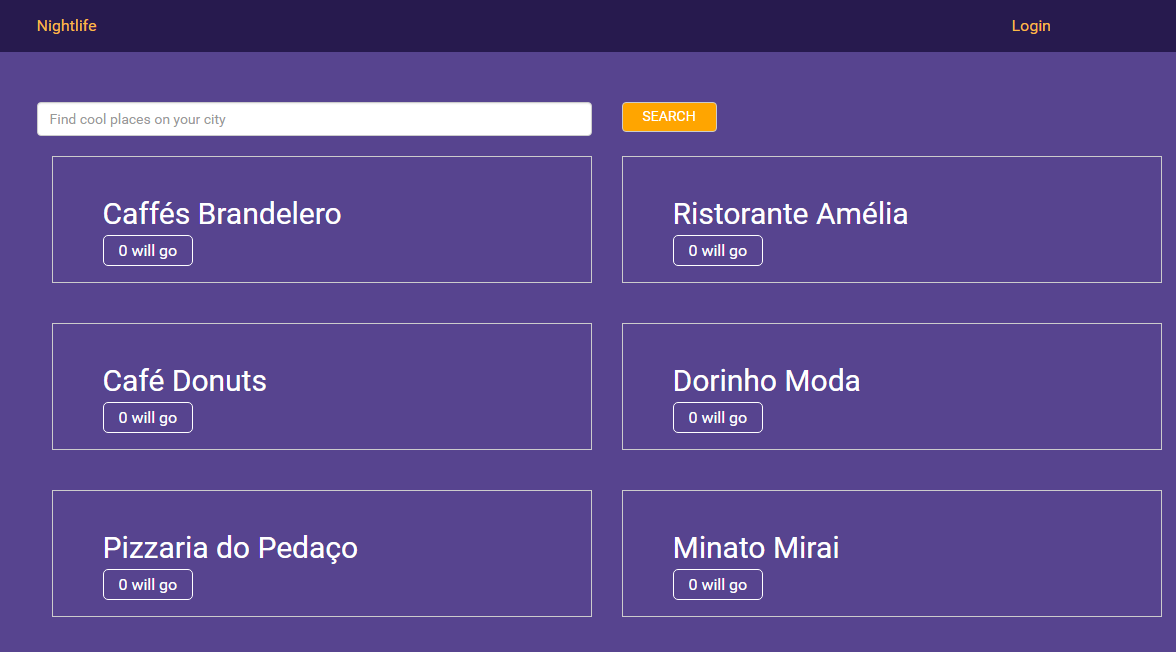 Nightlife
Login
Find cool places on your city
SEARCH
Caffés Brandelero
0 will go
Ristorante Amélia
0 will go
Café Donuts
0 will go
Dorinho Moda
0 will go
Pizzaria do Pedaço
0 will go
Minato Mirai
0 will go